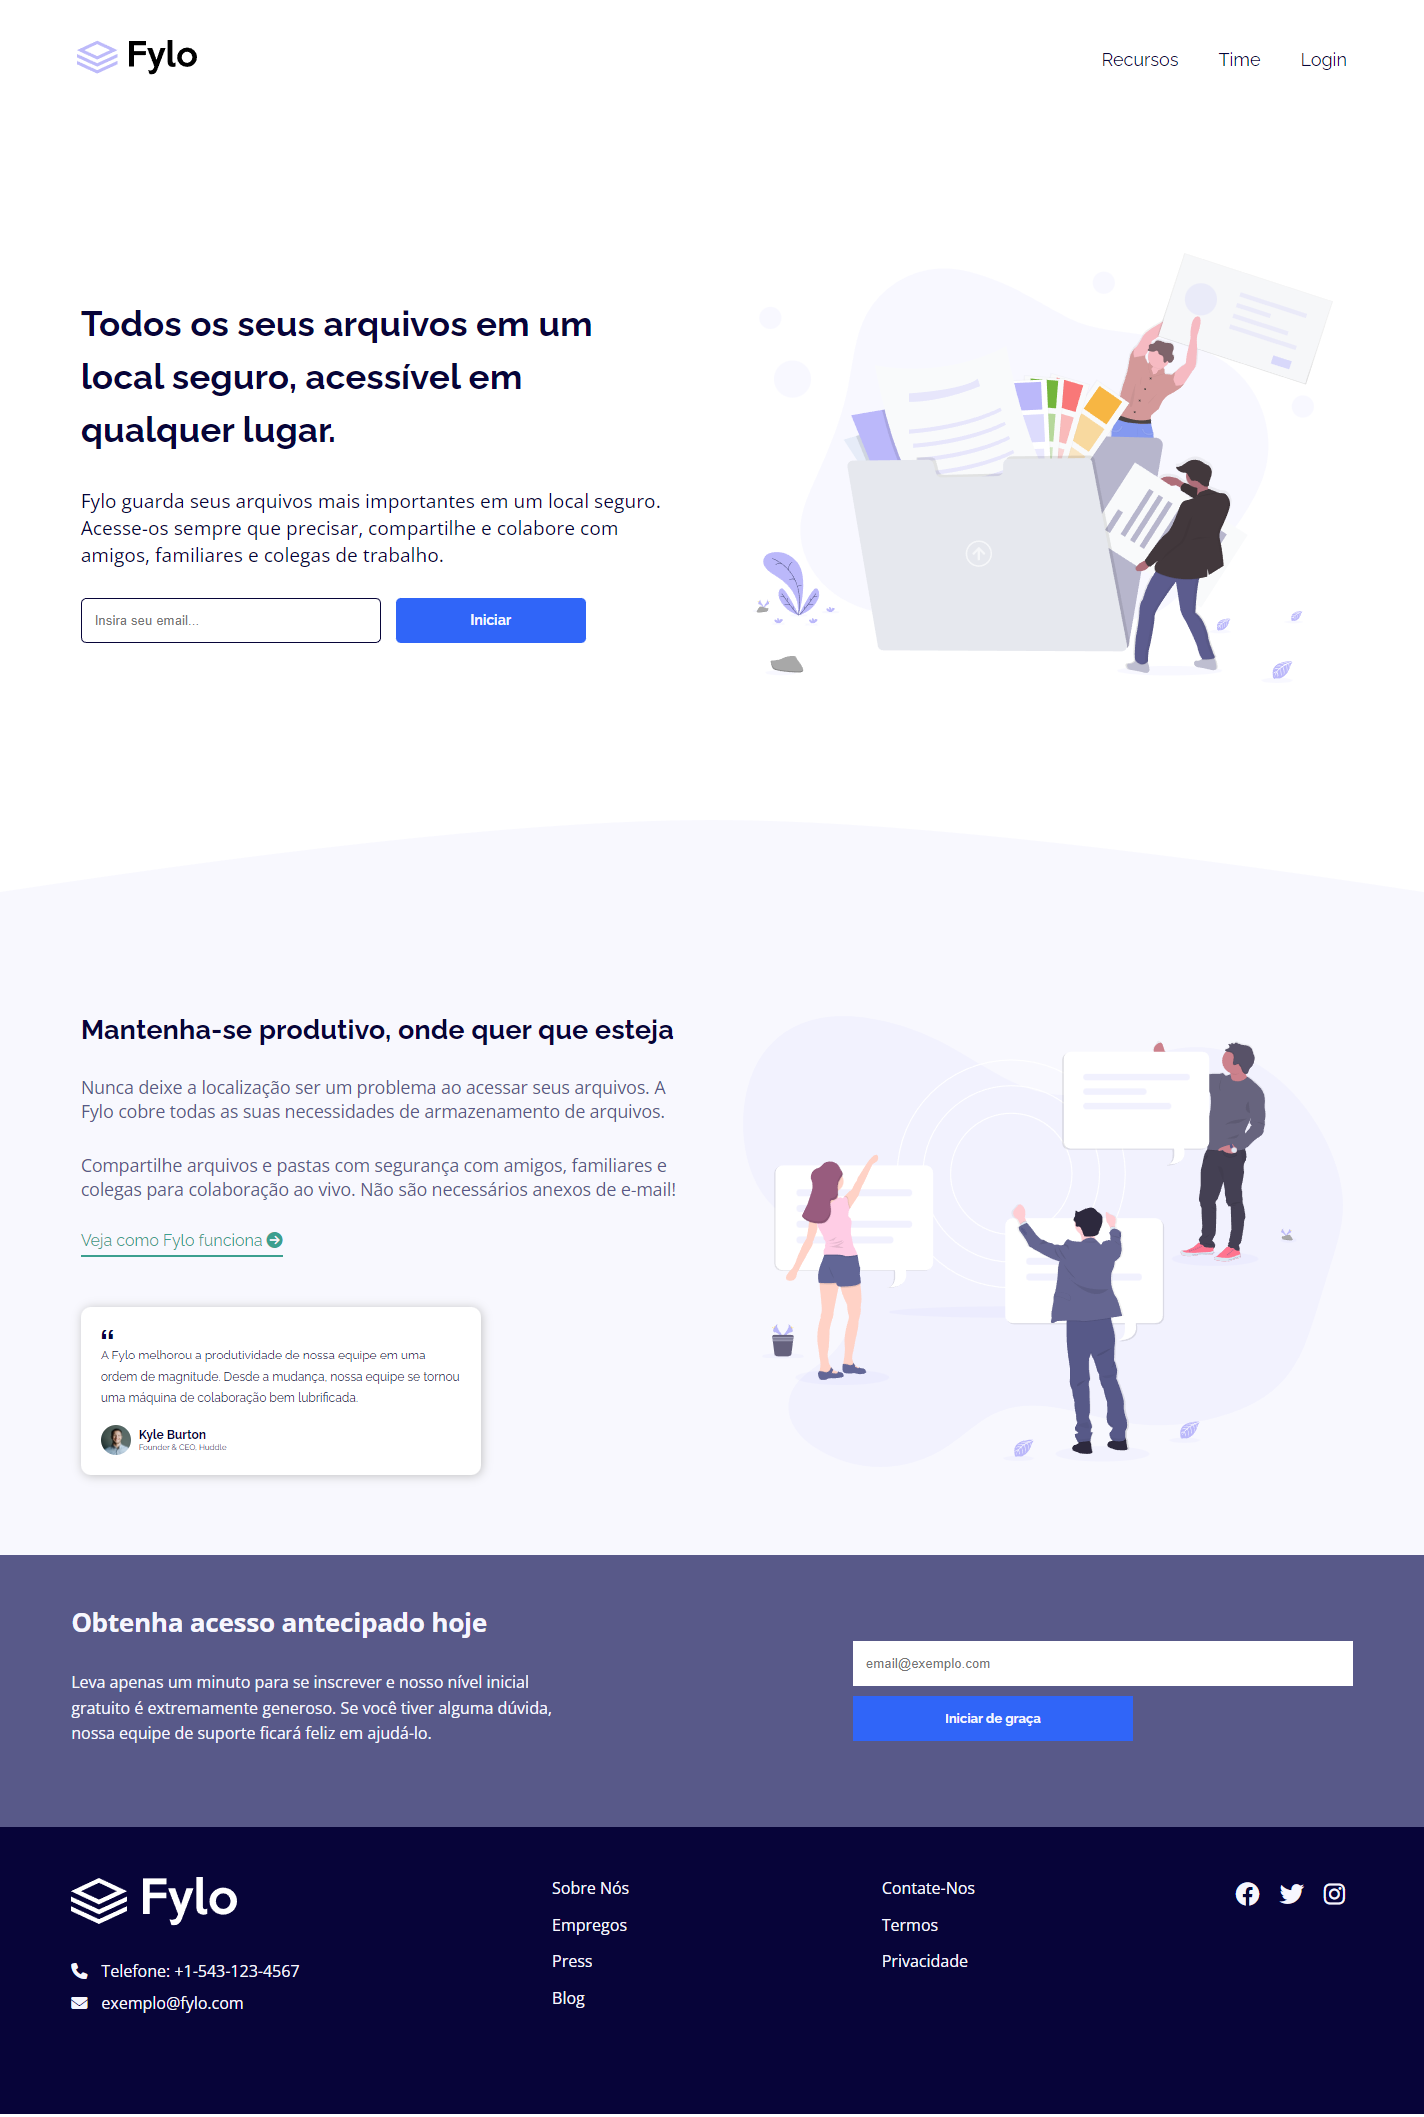 Fylo
Recursos
Time
Login
Todos os seus arquivos em um
local seguro, acessível em
qualquer lugar.
Fylo guarda seus arquivos mais importantes em um local seguro.
Acesse-os sempre que precisar, compartilhe e colabore com
amigos, familiares e colegas de trabalho.
Insira seu email...
Iniciar
Mantenha-se produtivo, onde quer que esteja
Nunca deixe a localização ser um problema ao acessar seus arquivos. A
Fylo cobre todas as suas necessidades de armazenamento de arquivos.
Compartilhe arquivos e pastas com segurança com amigos, familiares e
colegas para colaboração ao vivo. Não são necessários anexos de e-mail!
Veja como Fylo funciona
“
A Fylo melhorou a produtividade de nossa equipe em uma
ordem de magnitude. Desde a mudança, nossa equipe se tornou
uma máquina de colaboração bem lubrificada.
Kyle Burton
Founder & CEO, Huddle
Obtenha acesso antecipado hoje
Leva apenas um minuto para se inscrever e nosso nível inicial
gratuito é extremamente generoso. Se você tiver alguma dúvida,
nossa equipe de suporte ficará feliz em ajudá-lo.
email@exemplo.com
Iniciar de graça
Fylo
Telefone: +1-543-123-4567
exemplo@fylo.com
Sobre Nós
Empregos
Press
Blog
Contate-Nos
Termos
Privacidade